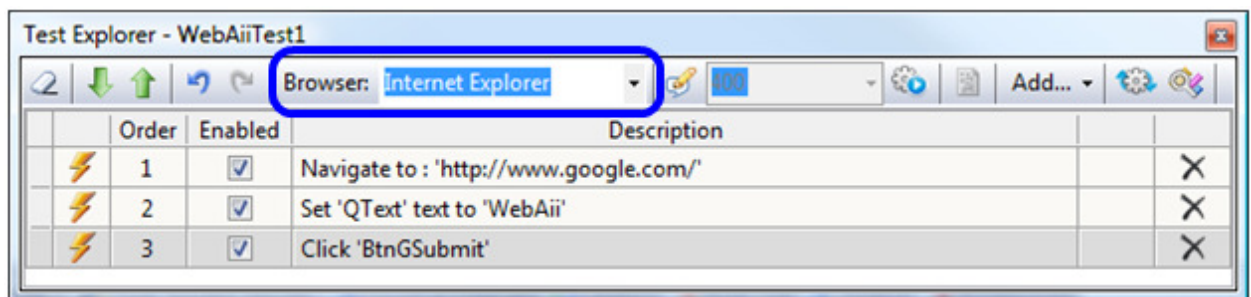 Test Explorer - WebAiiTest1
Browser: Internet Explorer 400 Add...
Order Enabled Description
1 Navigate to : 'http://www.google.com/'
2 Set 'QText' text to 'WebAii'
3 Click 'BtnGSubmit'